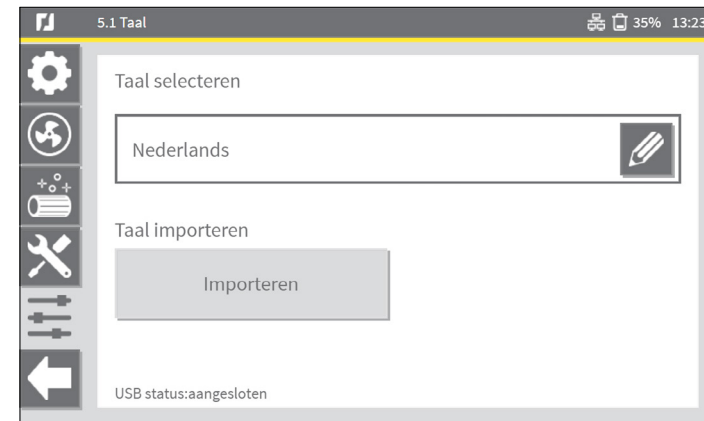 5.1 Taal
35% 13:23
Taal selecteren
Nederlands
Taal importeren
Importeren
USB status:aangesloten